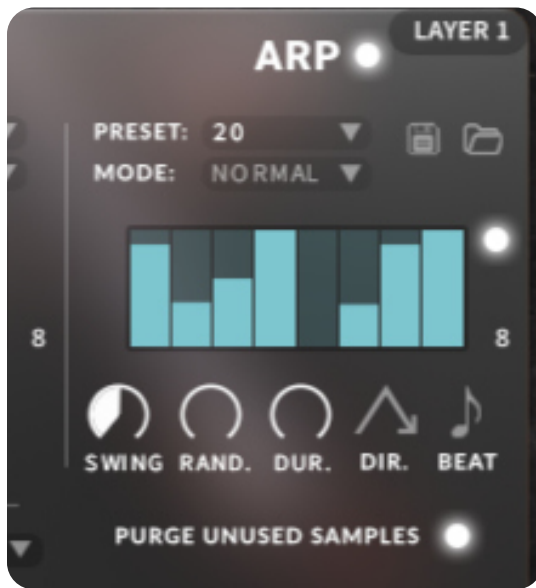 LAYER 1
ARP
PRESET: 20
MODE: NORMAL
8 8
SWING RAND. DUR. DIR. BEAT
PURGE UNUSED SAMPLES